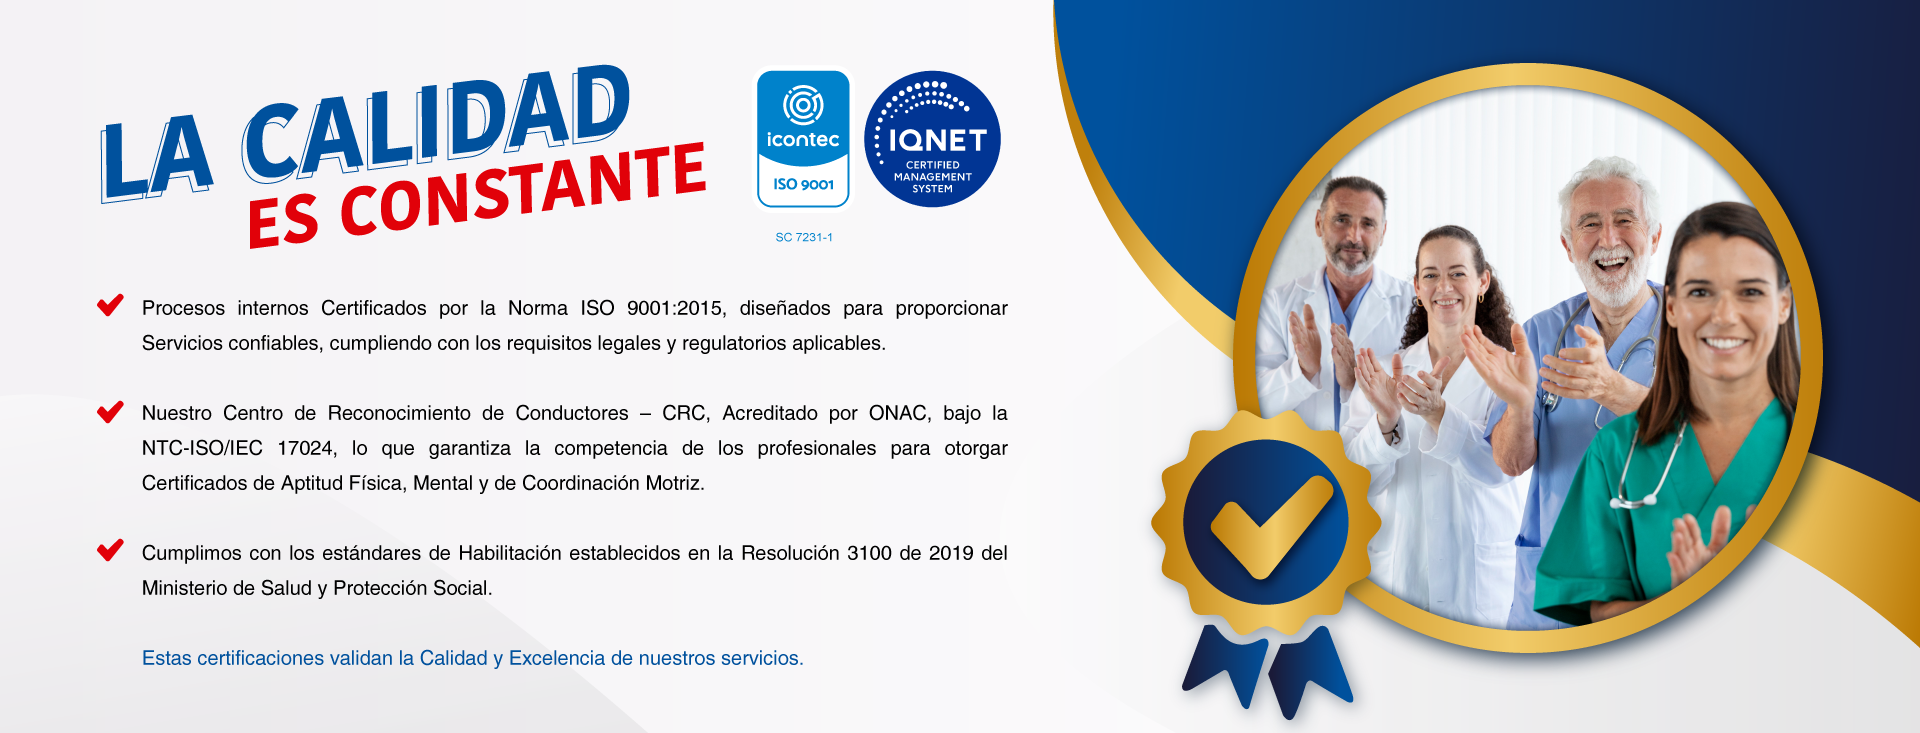 LA CALIDAD
ES CONSTANTE
icontec
ISO 9001
SC 7231-1
IQNET
CERTIFIED
MANAGEMENT
SYSTEM
Procesos internos Certificados por la Norma ISO 9001:2015, diseñados para proporcionar
Servicios confiables, cumpliendo con los requisitos legales y regulatorios aplicables.
Nuestro Centro de Reconocimiento de Conductores – CRC, Acreditado por ONAC, bajo la
NTC-ISO/IEC 17024, lo que garantiza la competencia de los profesionales para otorgar
Certificados de Aptitud Física, Mental y de Coordinación Motriz.
Cumplimos con los estándares de Habilitación establecidos en la Resolución 3100 de 2019 del
Ministerio de Salud y Protección Social.
Estas certificaciones validan la Calidad y Excelencia de nuestros servicios.